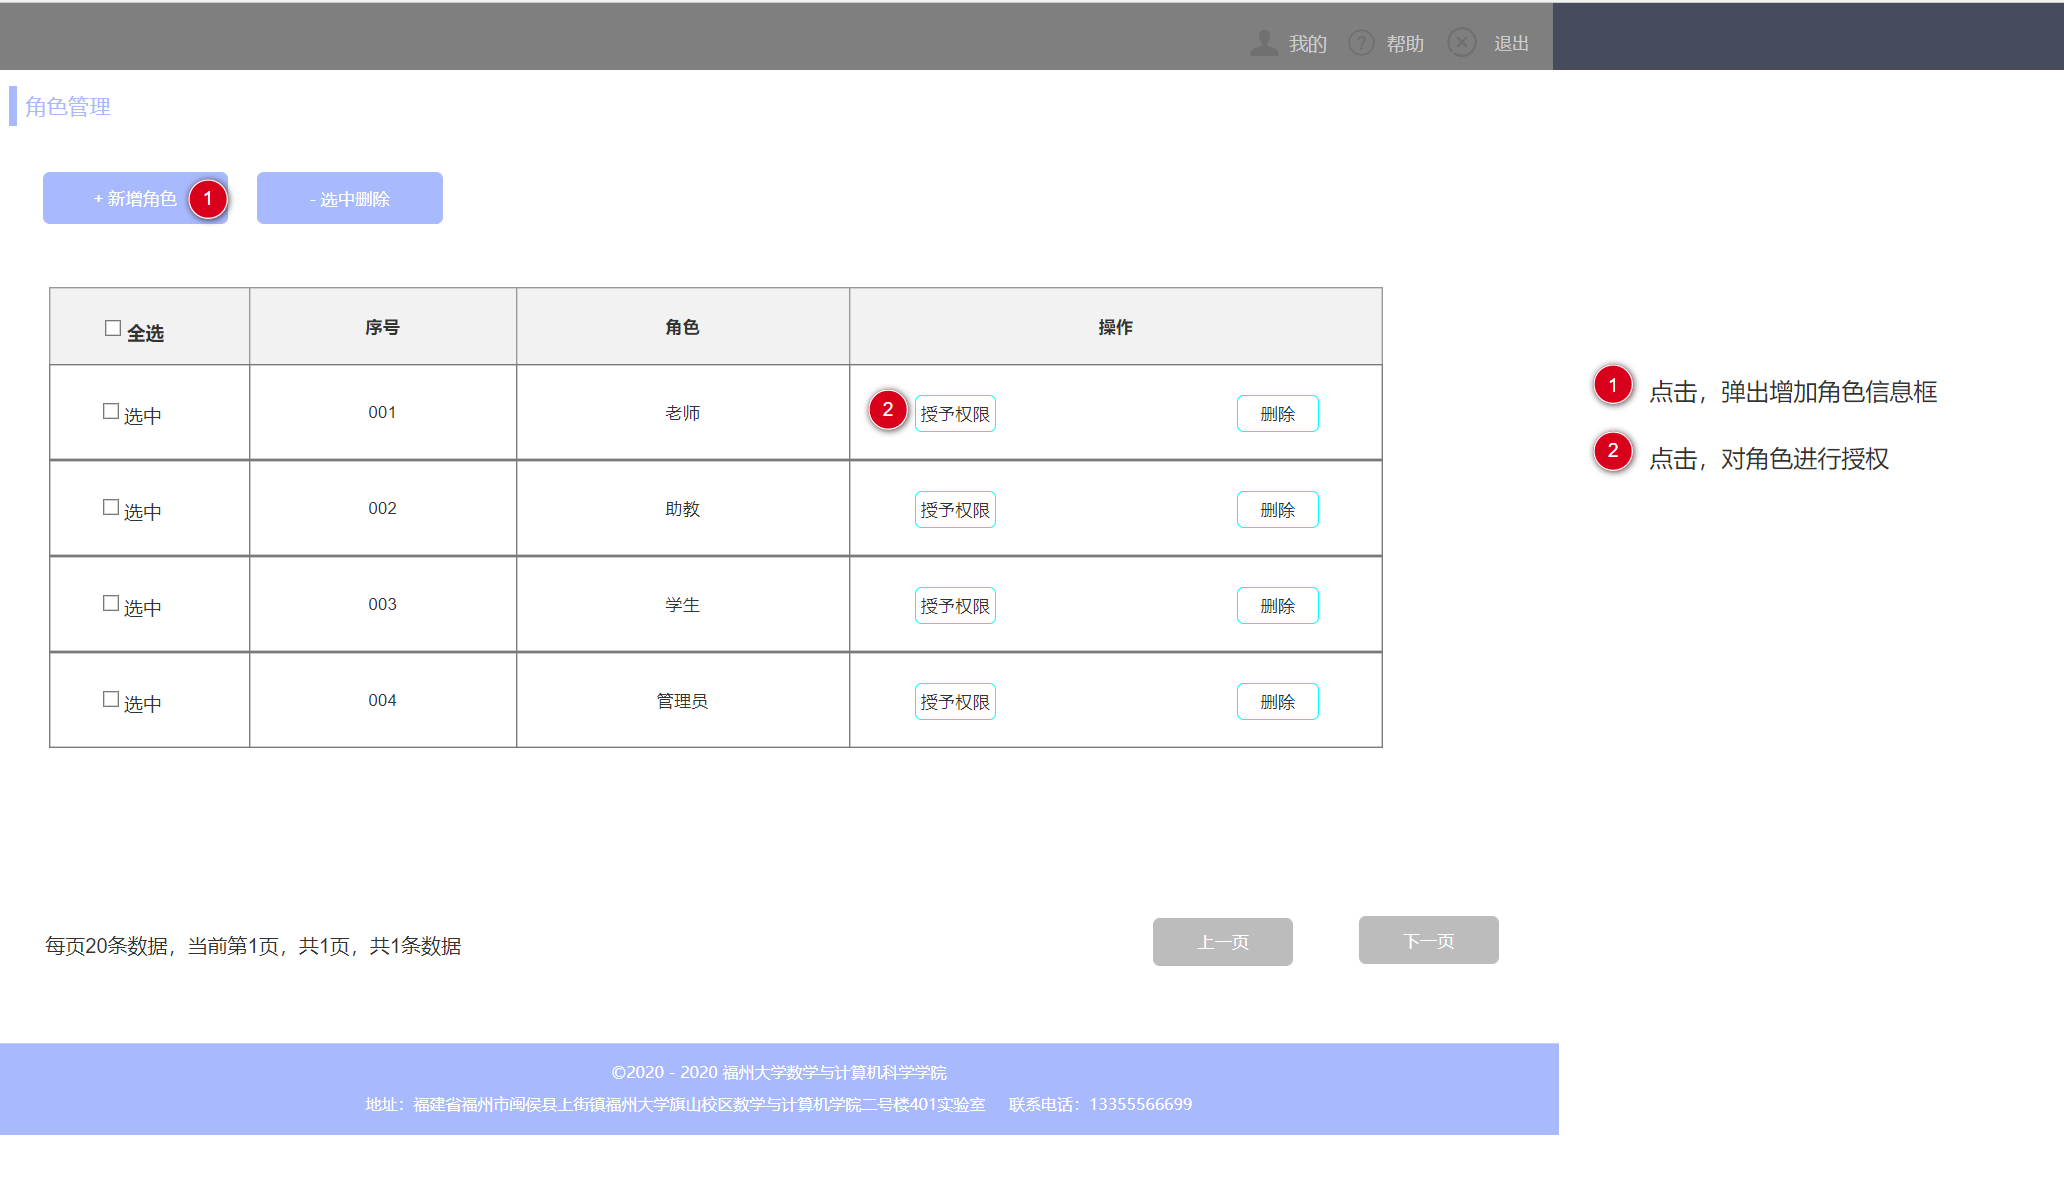 我的 ? 帮助 退出
角色管理
+ 新增角色 1 - 选中删除
全选 序号 角色 操作
选中 001 老师 2 授予权限 删除
选中 002 助教 授予权限 删除
选中 003 学生 授予权限 删除
选中 004 管理员 授予权限 删除
1 点击，弹出增加角色信息框
2 点击，对角色进行授权
每页20条数据，当前第1页，共1页，共1条数据 上一页 下一页
©2020 - 2020 福州大学数学与计算机科学学院
地址：福建省福州市闽侯县上街镇福州大学旗山校区数学与计算机学院二号楼401实验室 联系电话：13355566699